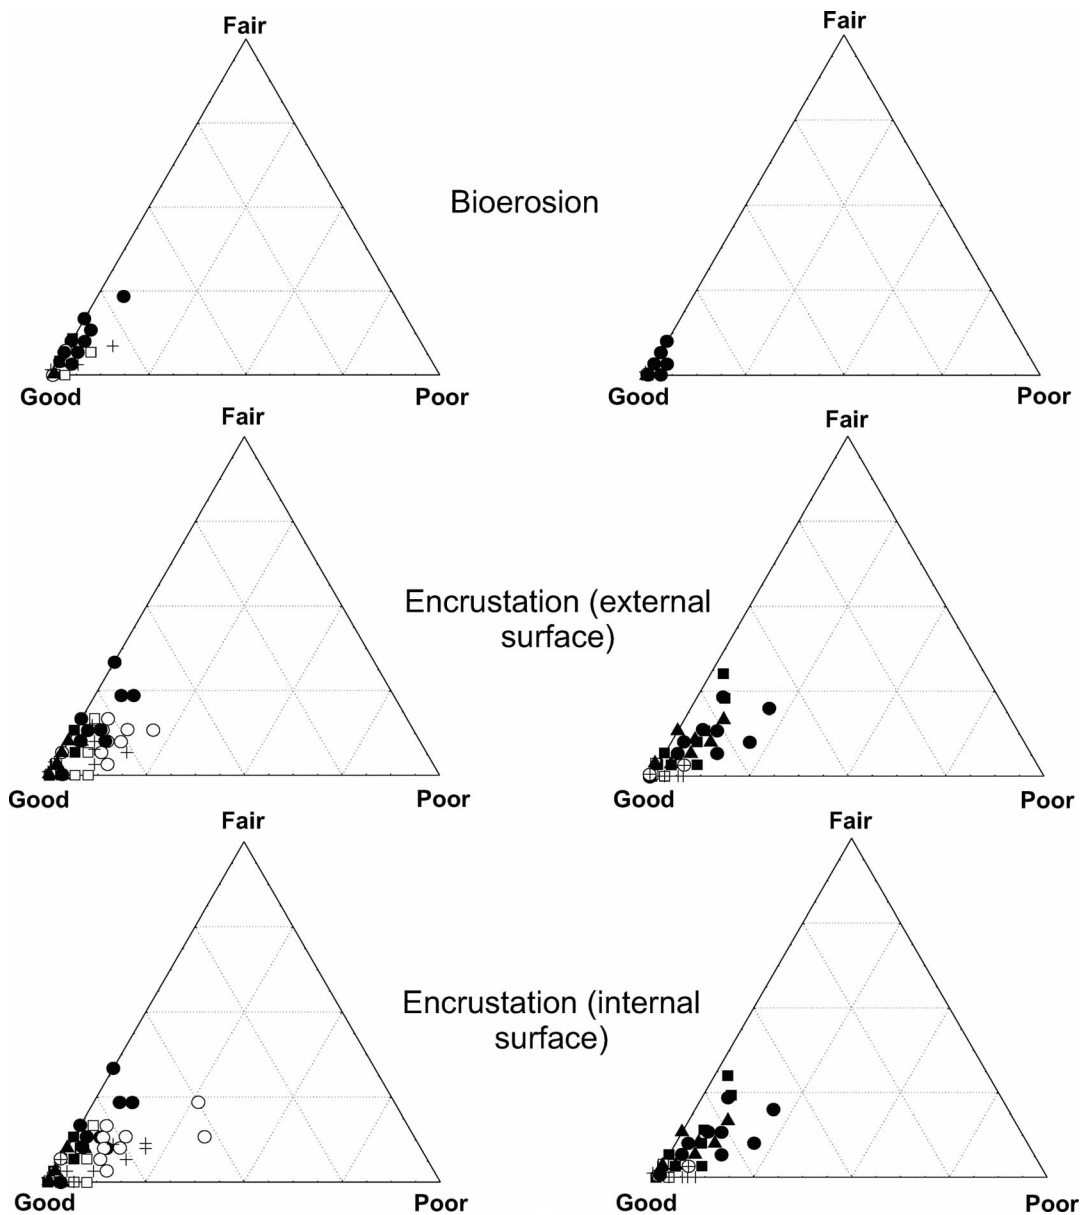 Fair
Fair
Bioerosion
Good
Poor
Good
Poor
Fair
Fair
Encrustation (external
surface)
Good
Poor
Good
Poor
Fair
Fair
Encrustation (internal
surface)
Good
Poor
Good
Poor